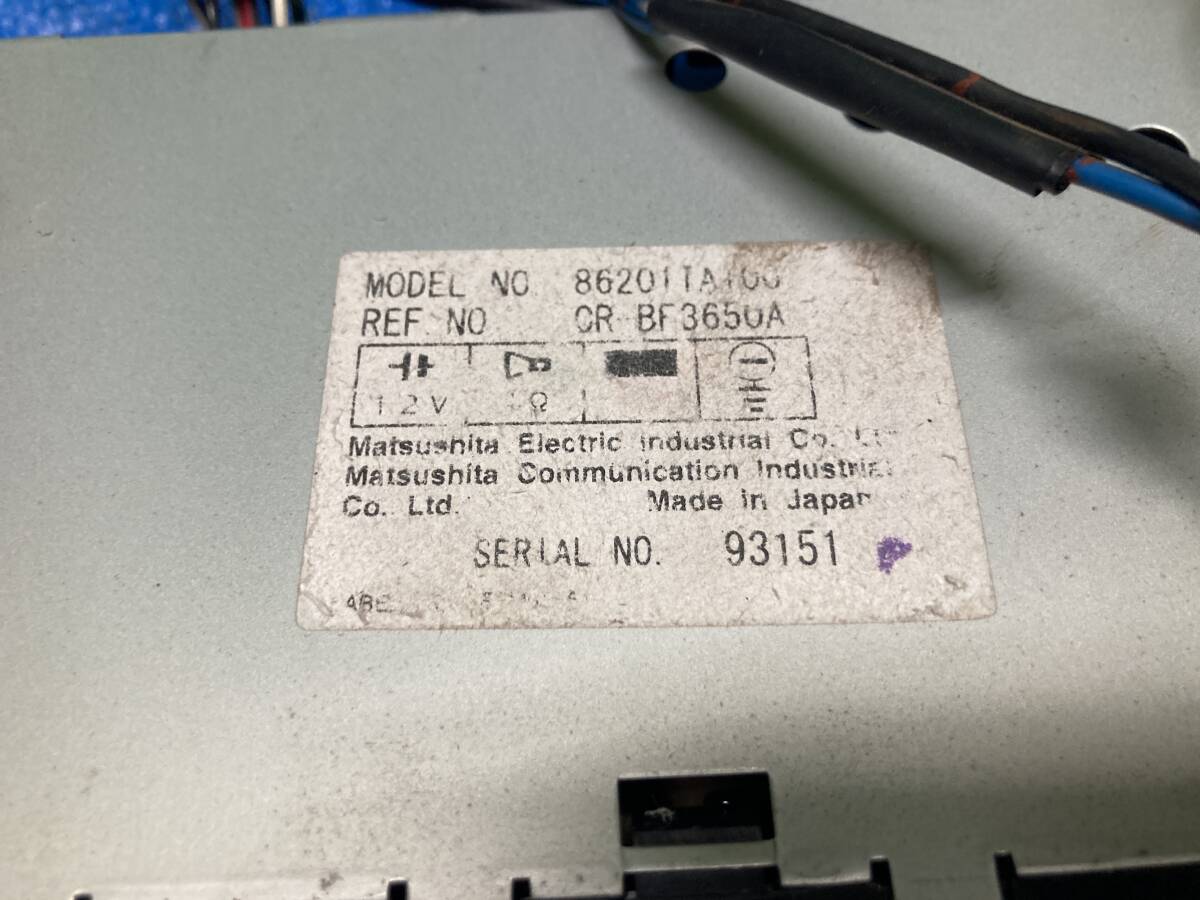 MODEL NO.
REF. NO CR-BF3650A
12V Ω
Matsushita Electric Industrial Co.
Matsushita Communication Industrial
Co., Ltd. Made in Japan
SERIAL NO. 93151